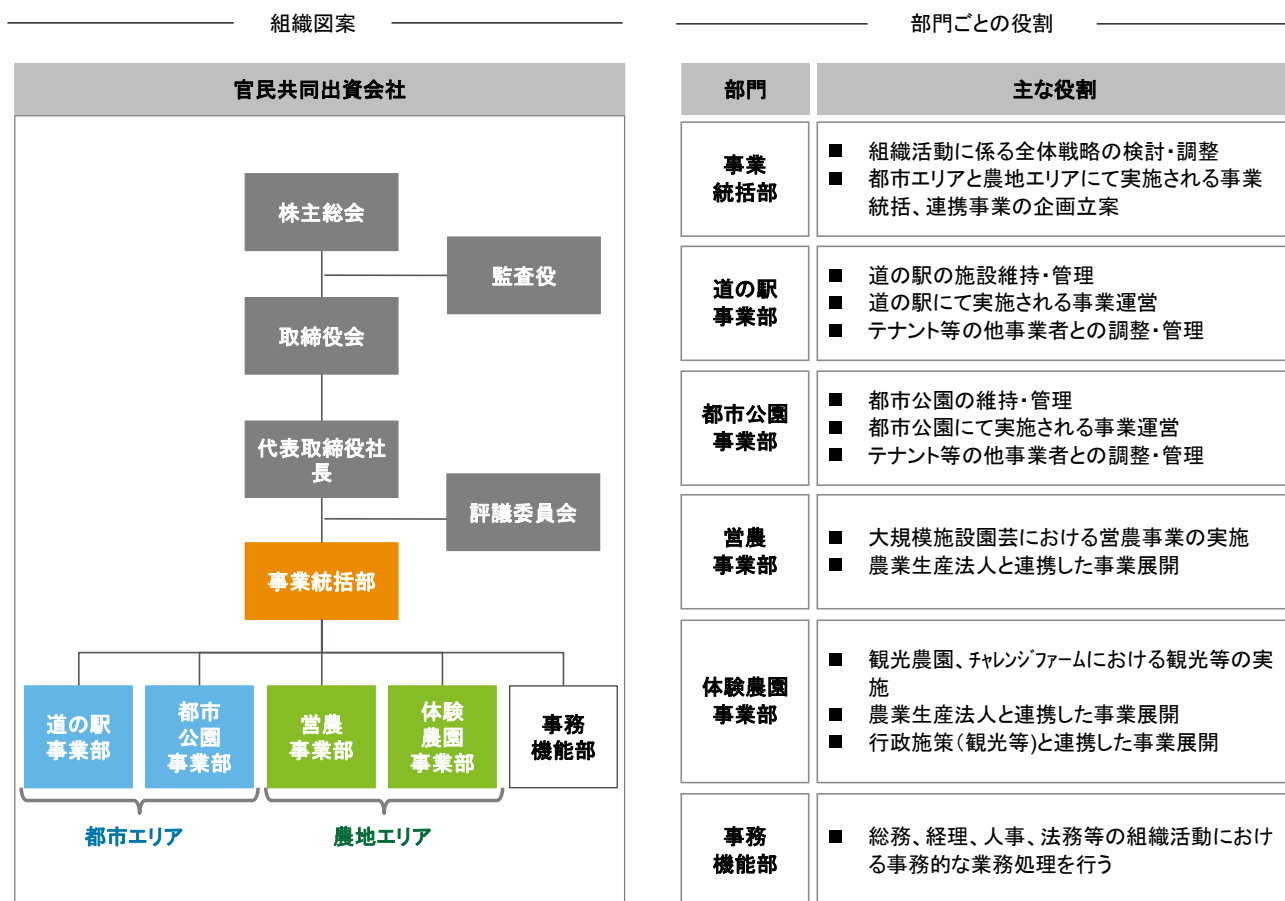 組織図案
官民共同出資会社
株主総会
監査役
取締役会
代表取締役社
長
評議委員会
事業統括部
道の駅
事業部
都市
公園
事業部
営農
事業部
体験
農園
事業部
事務
機能部
都市エリア
農地エリア
部門ごとの役割
部門
主な役割
事業
統括部
■ 組織活動に係る全体戦略の検討・調整
■ 都市エリアと農地エリアにて実施される事業
統括、連携事業の企画立案
道の駅
事業部
■ 道の駅の施設維持・管理
■ 道の駅にて実施される事業運営
■ テナント等の他事業者との調整・管理
都市公園
事業部
■ 都市公園の維持・管理
■ 都市公園にて実施される事業運営
■ テナント等の他事業者との調整・管理
営農
事業部
■ 大規模施設園芸における営農事業の実施
■ 農業生産法人と連携した事業展開
体験農園
事業部
■ 観光農園、ﾁｬﾚﾝｼﾞﾌｧｰﾑにおける観光等の実
施
■ 農業生産法人と連携した事業展開
■ 行政施策（観光等)と連携した事業展開
事務
機能部
■ 総務、経理、人事、法務等の組織活動におけ
る事務的な業務処理を行う